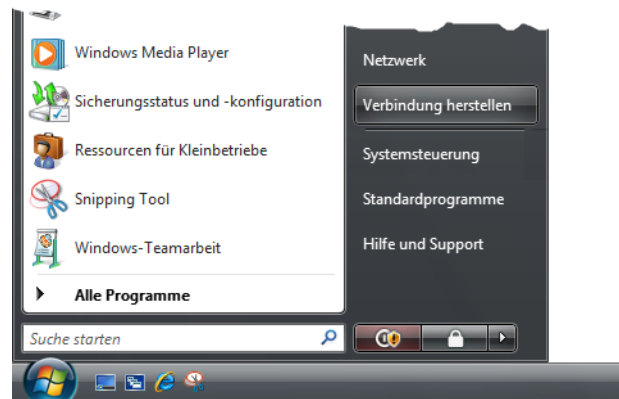 Windows Media Player
Sicherungsstatus und -konfiguration
Ressourcen für Kleinbetriebe
Snipping Tool
Windows-Teamarbeit
Alle Programme
Suche starten
Netzwerk
Verbindung herstellen
Systemsteuerung
Standardprogramme
Hilfe und Support